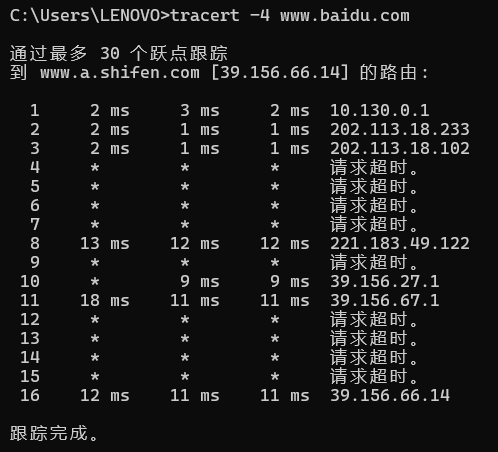 C:\Users\LENOVO>tracert -4 www.baidu.com
通过最多 30 个跃点跟踪
到 www.a.shifen.com [39.156.66.14] 的路由:
1 2 ms 3 ms 2 ms 10.130.0.1
2 2 ms 1 ms 1 ms 202.113.18.233
3 2 ms 1 ms 1 ms 202.113.18.102
4 * * * 请求超时。
5 * * * 请求超时。
6 * * * 请求超时。
7 * * * 请求超时。
8 13 ms 12 ms 12 ms 221.183.49.122
9 * * * 请求超时。
10 * 9 ms 9 ms 39.156.27.1
11 18 ms 11 ms 11 ms 39.156.67.1
12 * * * 请求超时。
13 * * * 请求超时。
14 * * * 请求超时。
15 * * * 请求超时。
16 12 ms 11 ms 11 ms 39.156.66.14
跟踪完成。